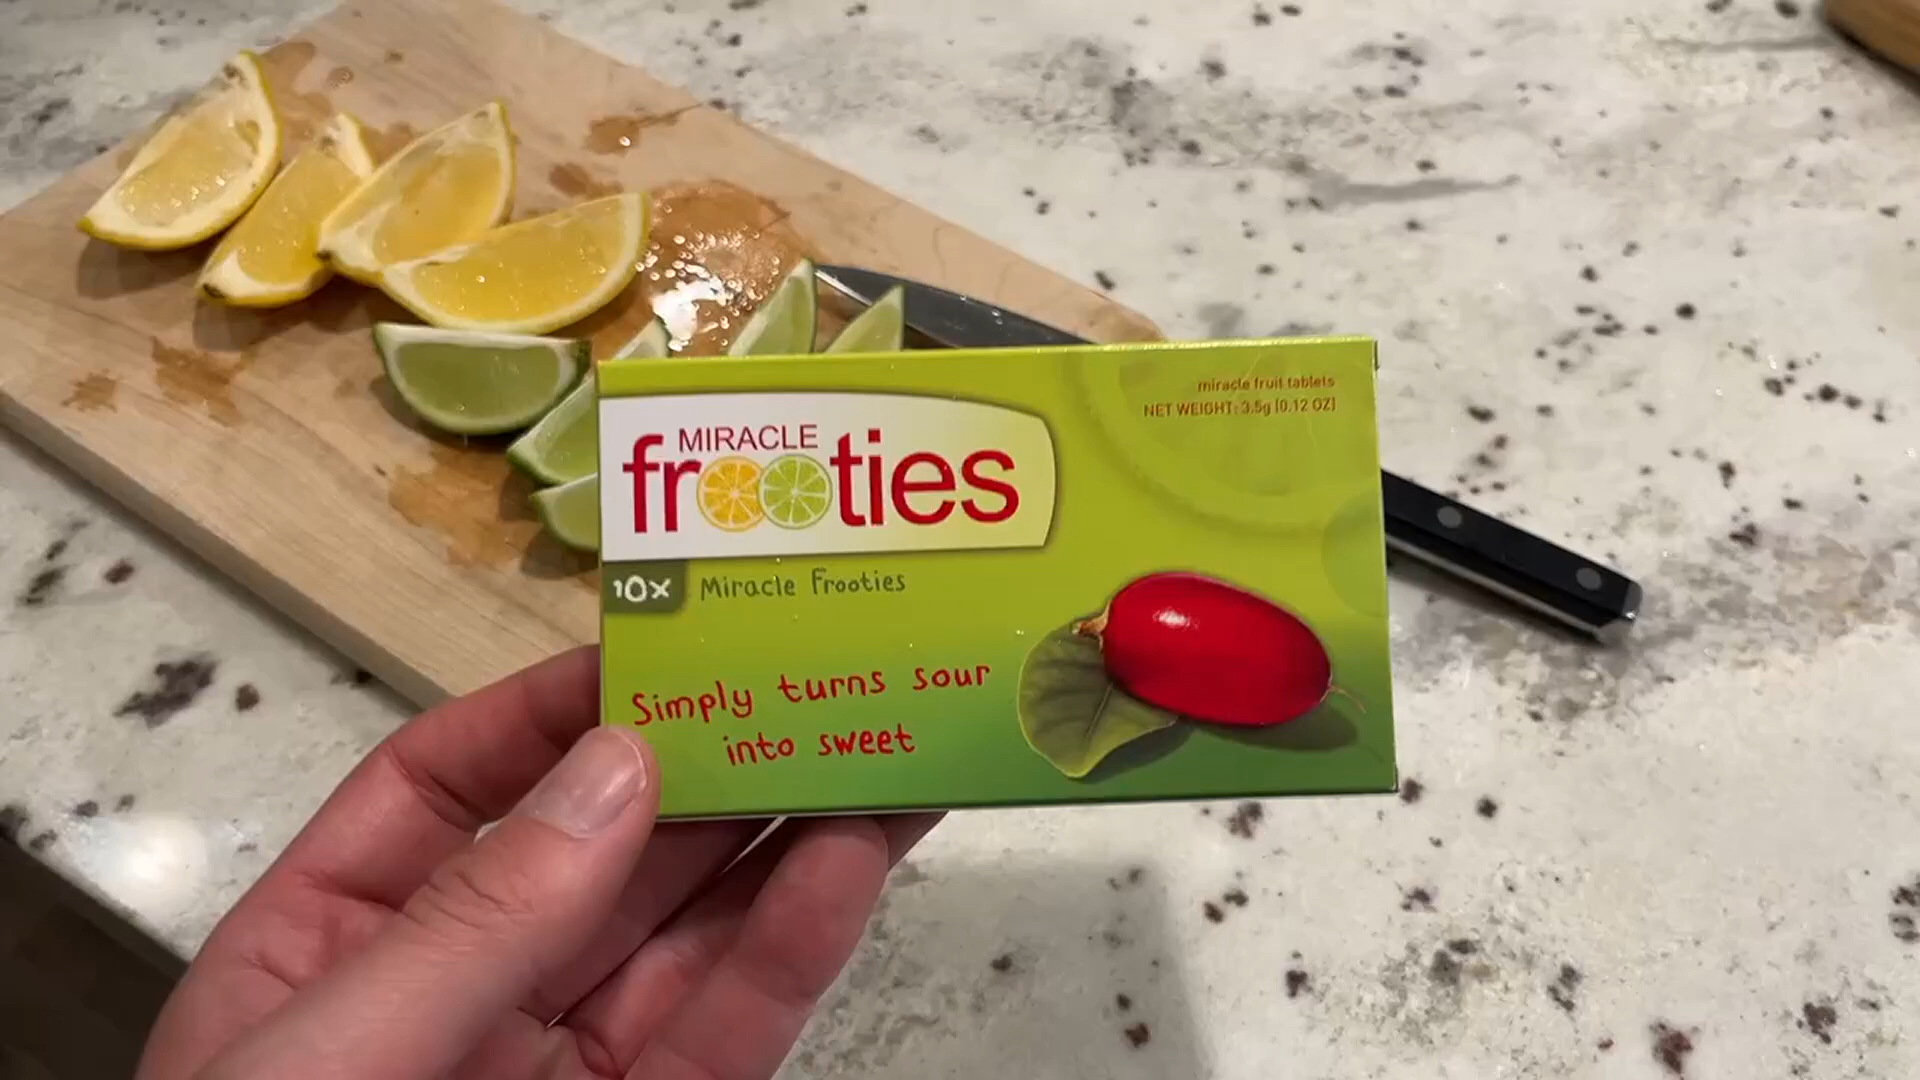 miracle fruit tablets
NET WEIGHT: 3.5g [0.12 OZ]
MIRACLE
frooties
10x Miracle Frooties
Simply turns sour
into sweet